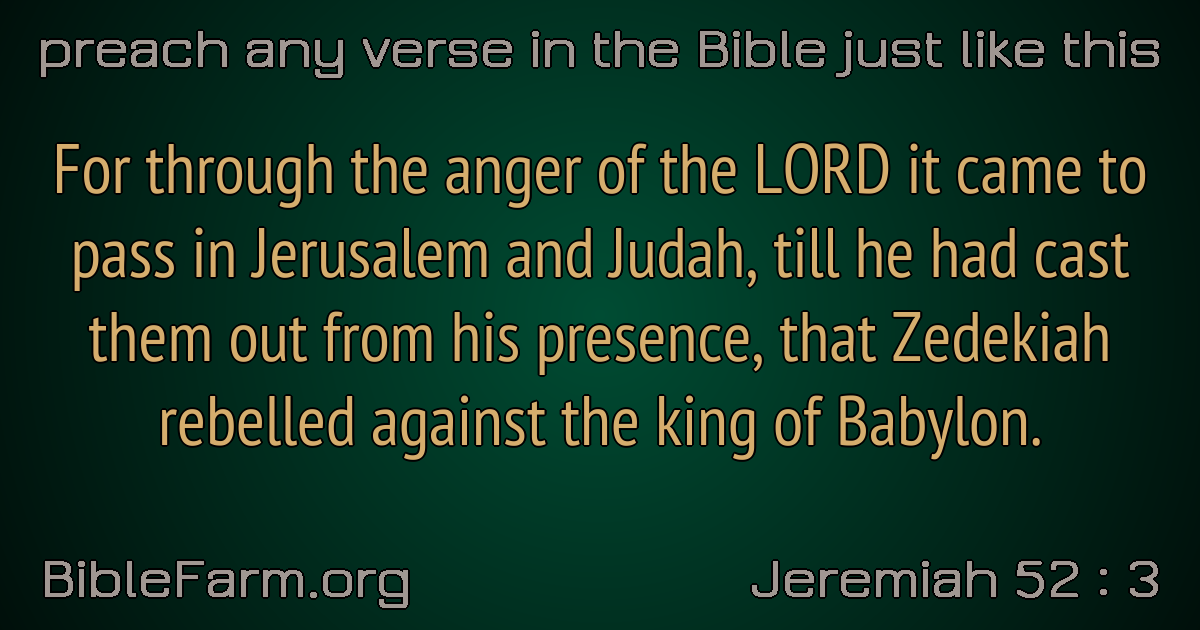 preach any verse in the Bible just like this
For through the anger of the LORD it came to
pass in Jerusalem and Judah, till he had cast
them out from his presence, that Zedekiah
rebelled against the king of Babylon.
BibleFarm.org
Jeremiah 52 : 3